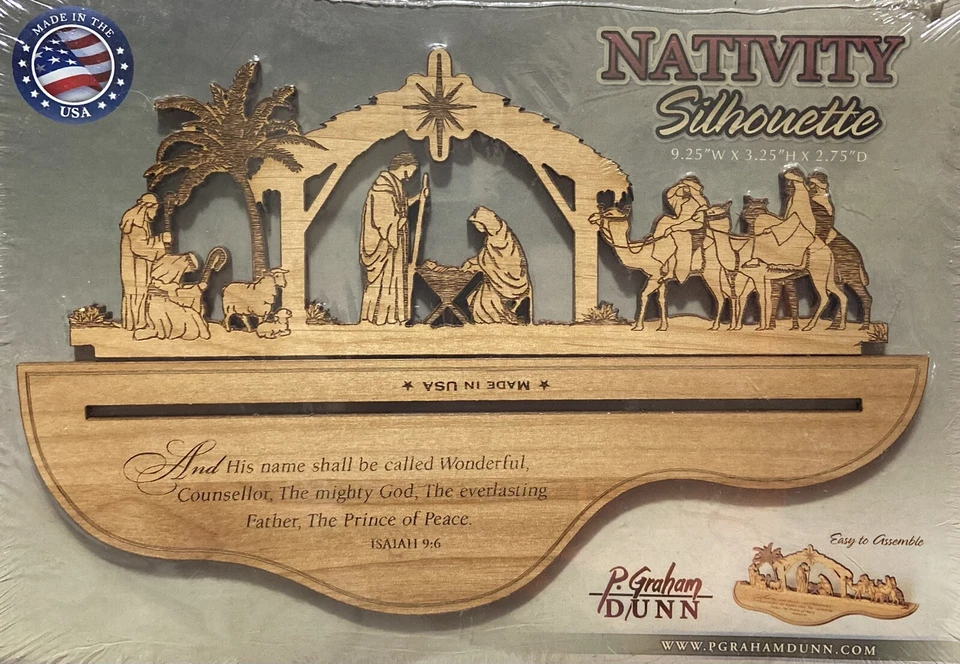 MADE IN THE
USA
NATIVITY
Silhouette
9.25"W X 3.25"H X 2.75"D
★ MADE IN USA ★
And His name shall be called Wonderful,
Counsellor, The mighty God, The everlasting
Father, The Prince of Peace.
ISAIAH 9:6
Easy to Assemble
P. Graham
DUNN
WWW.PGRAHAMDUNN.COM